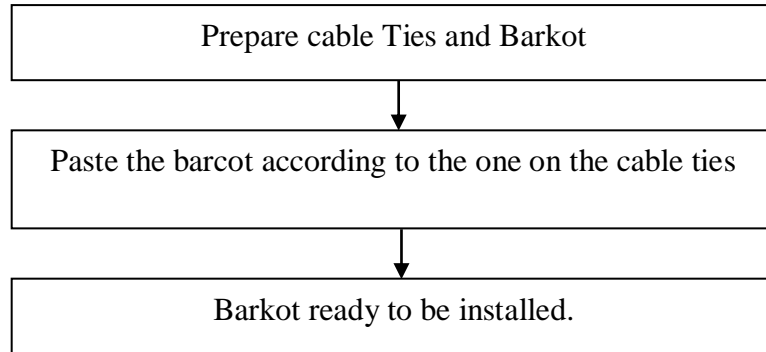 Prepare cable Ties and Barkot
Paste the barcot according to the one on the cable ties
Barkot ready to be installed.